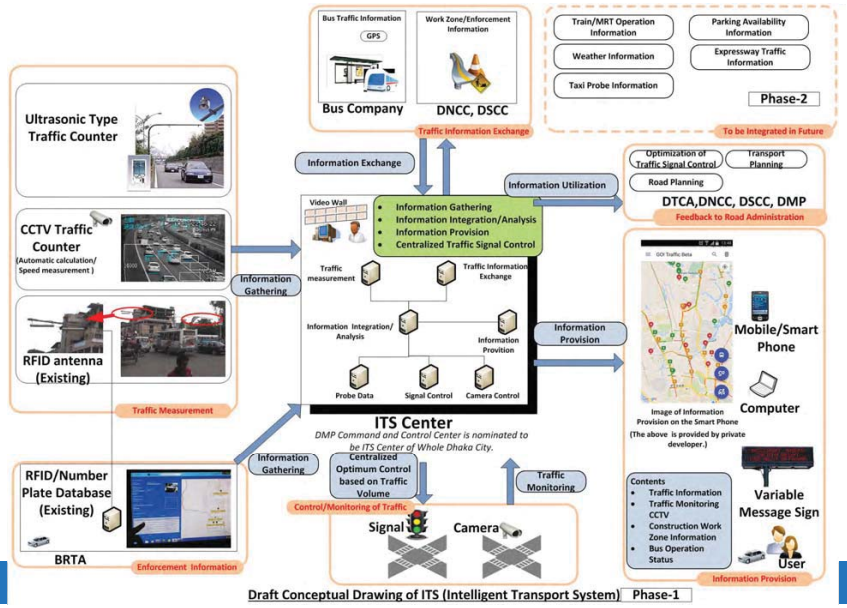 Bus Traffic Information
GPS
Bus Company
Work Zone/Enforcement
Information
DNCC, DSCC
Traffic Information Exchange
Train/MRT Operation
Information
Parking Availability
Information
Weather Information
Expressway Traffic
Information
Taxi Probe Information
Phase-2
To be Integrated in Future
Ultrasonic Type
Traffic Counter
CCTV Traffic
Counter
(Automatic calculation/
Speed measurement )
RFID antenna
(Existing)
Traffic Measurement
Information Exchange
Information Utilization
Optimization of
Traffic Signal Control
Transport
Planning
Road Planning
DTCA,DNCC, DSCC, DMP
Feedback to Road Administration
Information
Gathering
Video Wall
• Information Gathering
• Information Integration/Analysis
• Information Provision
• Centralized Traffic Signal Control
Traffic
measurement
Traffic Information
Exchange
Information Integration/
Analysis
Information
Provition
Probe Data
Signal Control
Camera Control
ITS Center
DMP Command and Control Center is nominated to
be ITS Center of Whole Dhaka City.
Information
Provision
GOI Traffic Beta
Mobile/Smart
Phone
Computer
Image of Information
Provision on the Smart Phone
(The above is provided by private
developer.)
Variable
Message Sign
User
Contents
• Traffic Information
• Traffic Monitoring
CCTV
• Construction Work
Zone Information
• Bus Operation
Status
Information Provision
RFID/Number
Plate Database
(Existing)
BRTA
Enforcement Information
Information
Gathering
Centralized
Optimum Control
based on Traffic
Volume
Traffic
Monitoring
Control/Monitoring of Traffic
Signal
Camera
Draft Conceptual Drawing of ITS (Intelligent Transport System)
Phase-1